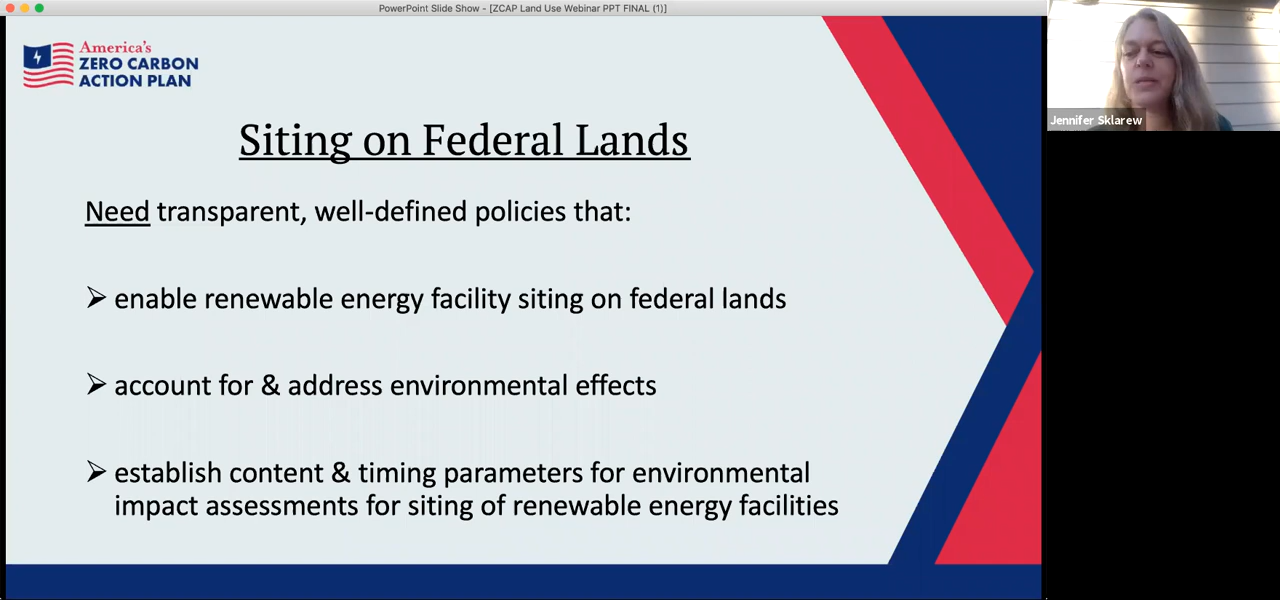 PowerPoint Slide Show - [ZCAP Land Use Webinar PPT FINAL (1)]
America's
ZERO CARBON
ACTION PLAN
Jennifer Sklarew
Siting on Federal Lands
Need transparent, well-defined policies that:
➢ enable renewable energy facility siting on federal lands
➢ account for & address environmental effects
➢ establish content & timing parameters for environmental
impact assessments for siting of renewable energy facilities